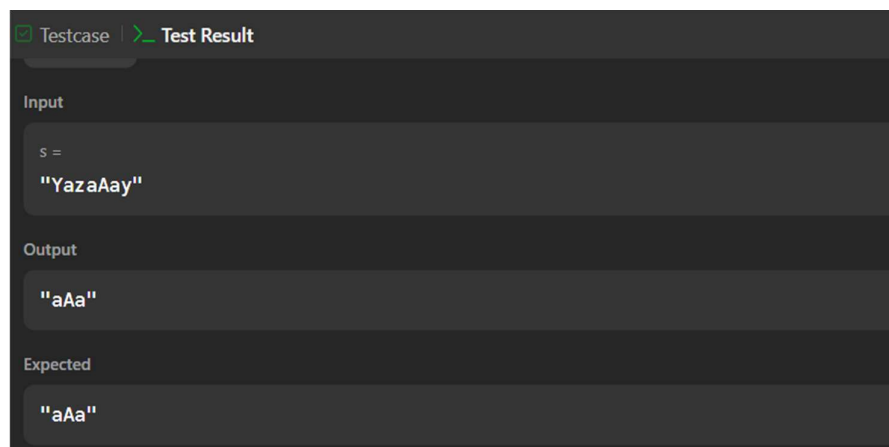 Testcase | >_ Test Result
Input
s =
"YazaAay"
Output
"aAa"
Expected
"aAa"